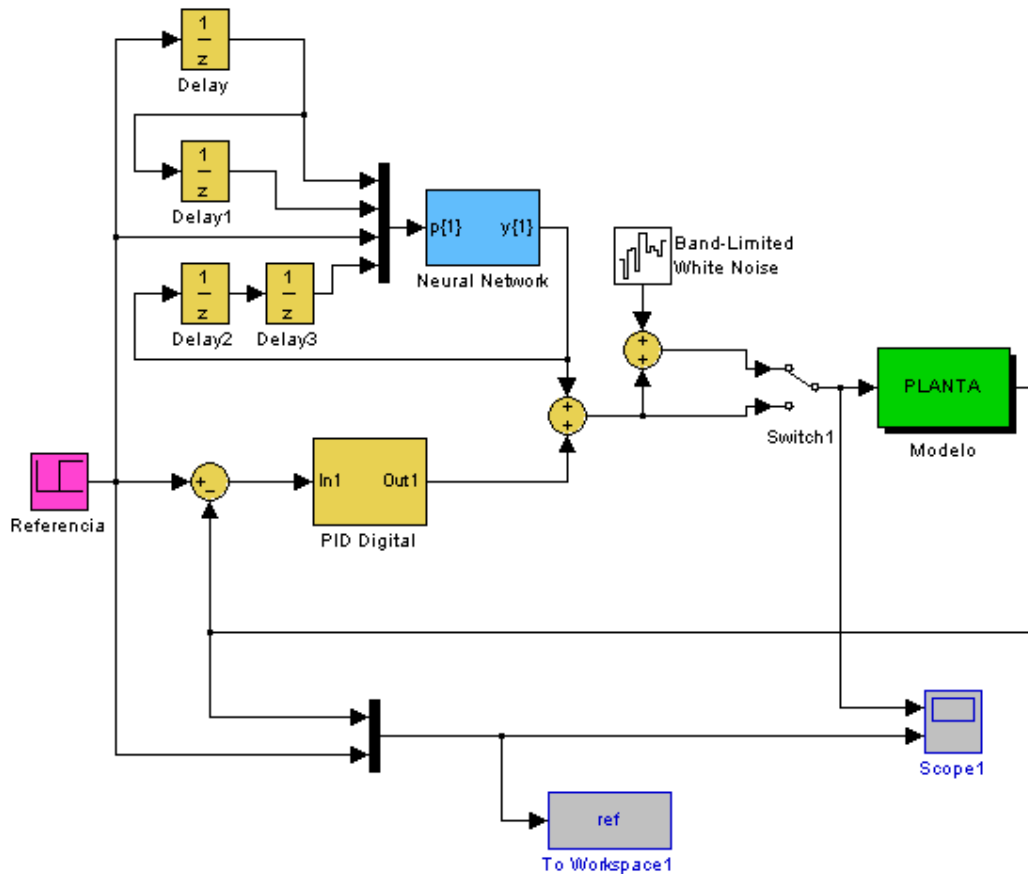 1
z
Delay
1
z
Delay1
1
z
Delay2
1
z
Delay3
p{1} y{1}
Neural Network
Band-Limited
White Noise
+
+
+
+
Switch1
PLANTA
Modelo
Referencia
+
−
In1 Out1
PID Digital
Scope1
ref
To Workspace1